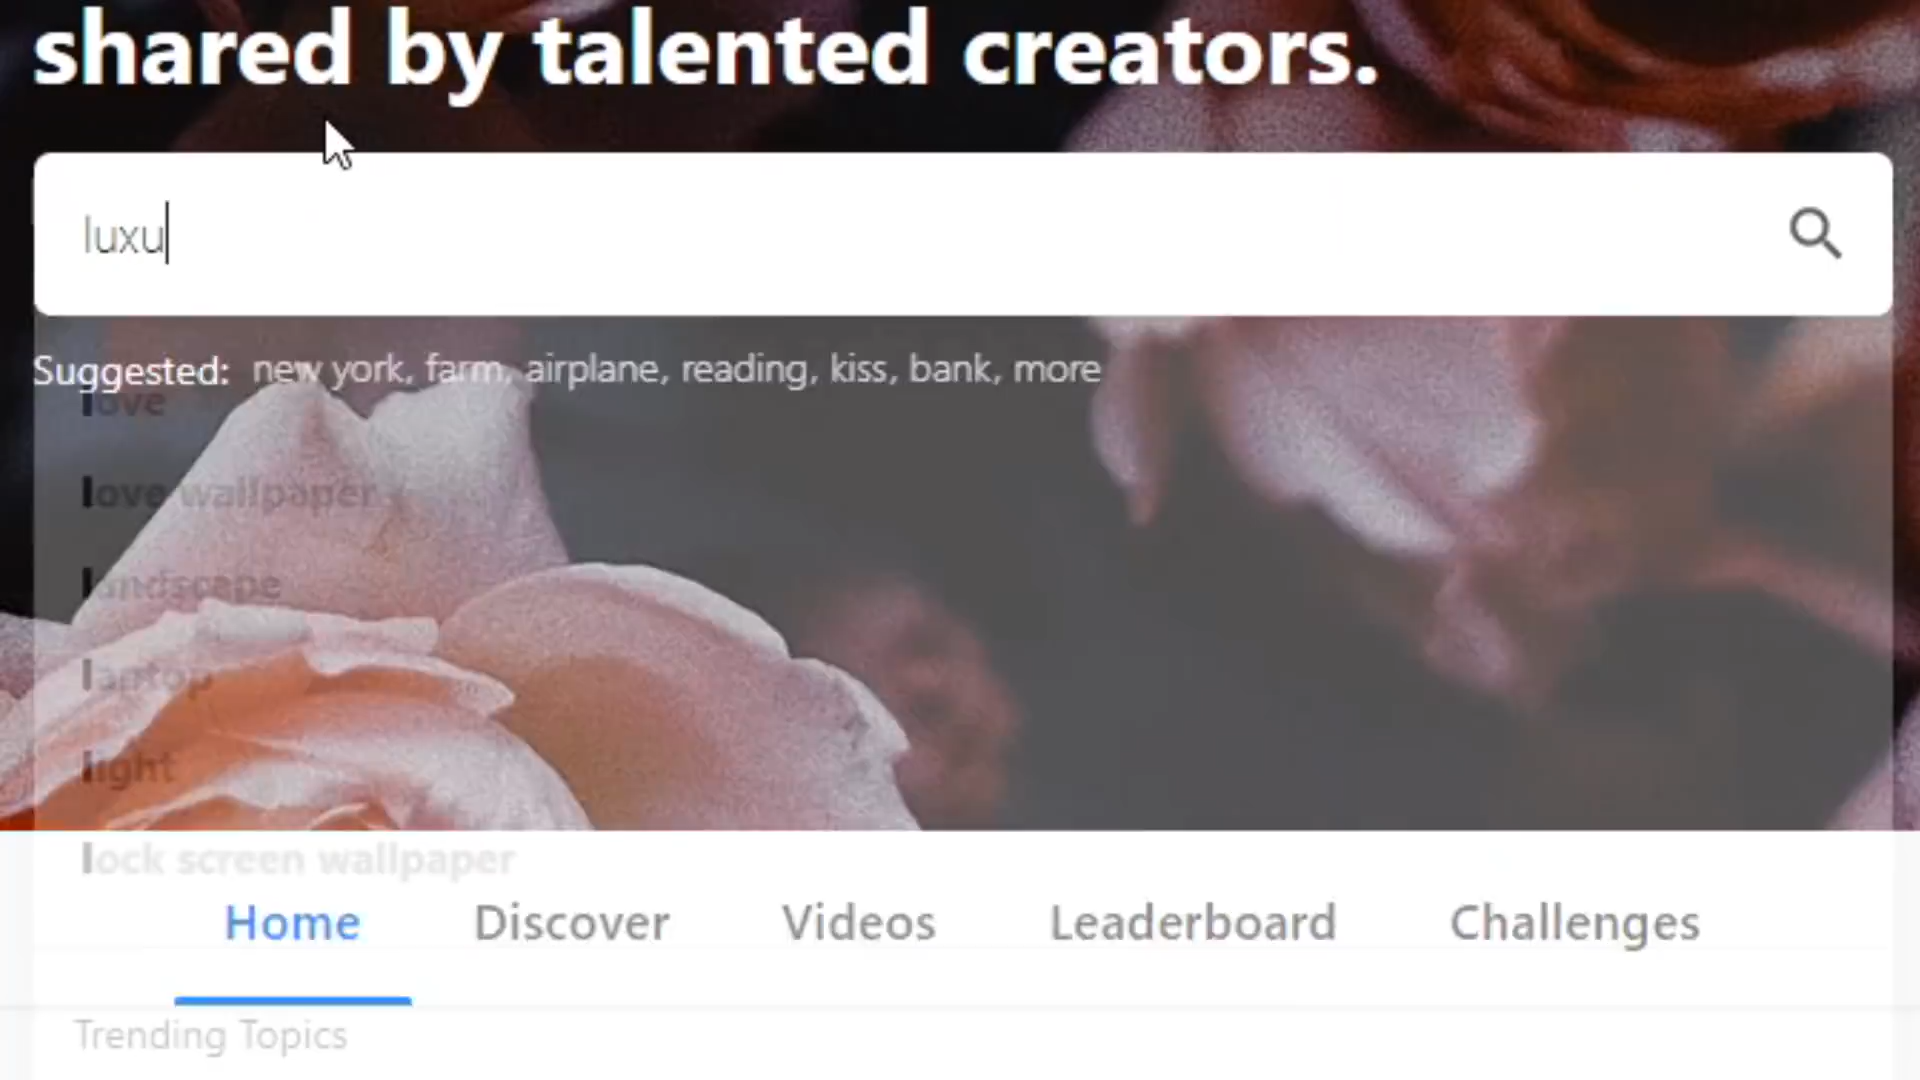 shared by talented creators.
luxu
Suggested: new york, farm, airplane, reading, kiss, bank, more
love
love wallpaper
landscape
laptop
light
lock screen wallpaper
Home Discover Videos Leaderboard Challenges
Trending Topics